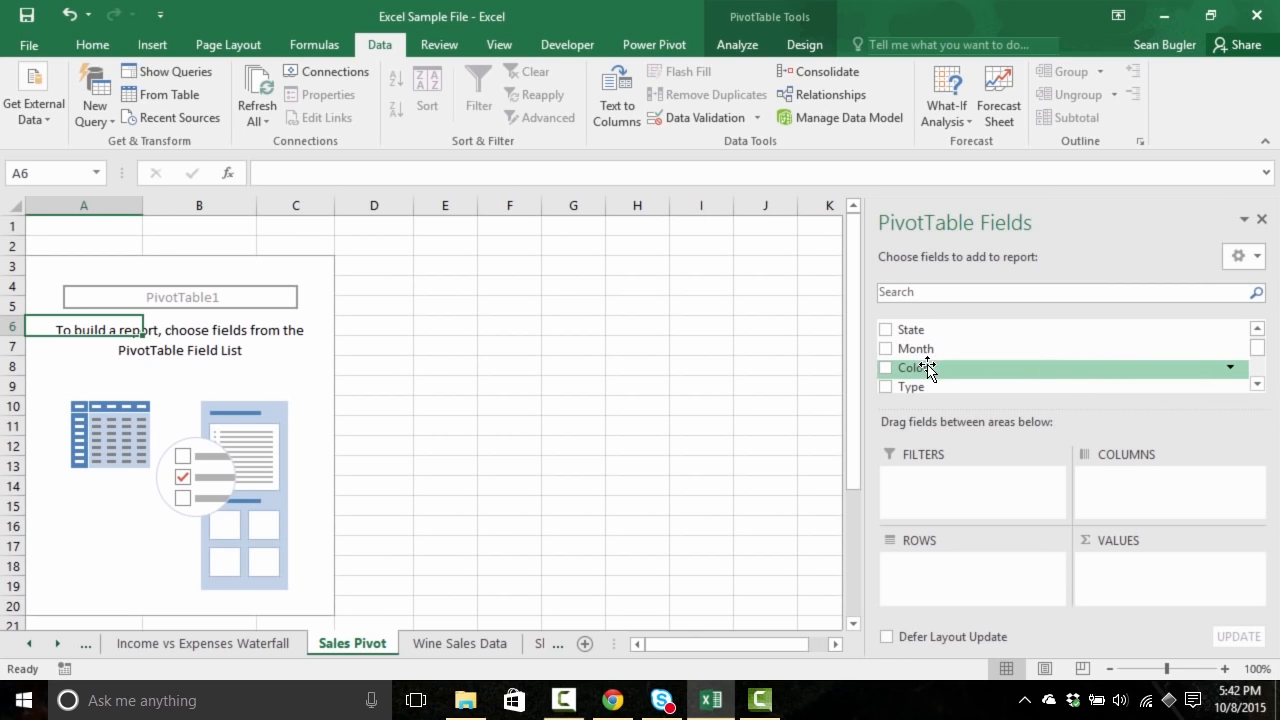 Excel Sample File - Excel
PivotTable Tools
File Home Insert Page Layout Formulas Data Review View Developer Power Pivot Analyze Design Tell me what you want to do... Sean Bugler Share
Get External
Data
New
Query
Show Queries
From Table
Recent Sources
Get & Transform
Refresh
All
Connections
Properties
Edit Links
Connections
Sort
Filter
Clear
Reapply
Advanced
Sort & Filter
Text to
Columns
Flash Fill
Remove Duplicates
Data Validation
Consolidate
Relationships
Manage Data Model
Data Tools
What-If
Analysis
Forecast
Sheet
Forecast
Group
Ungroup
Subtotal
Outline
A6
fx
A B C D E F G H I J K
1
2
3
4
5
6
7
8
9
10
11
12
13
14
15
16
17
18
19
20
21
PivotTable1
To build a report, choose fields from the
PivotTable Field List
PivotTable Fields
Choose fields to add to report:
Search
State
Month
Type
Drag fields between areas below:
FILTERS
COLUMNS
ROWS
Σ VALUES
Defer Layout Update
UPDATE
... Income vs Expenses Waterfall Sales Pivot Wine Sales Data Sl ...
Ready
100%
Ask me anything
5:42 PM
10/8/2015